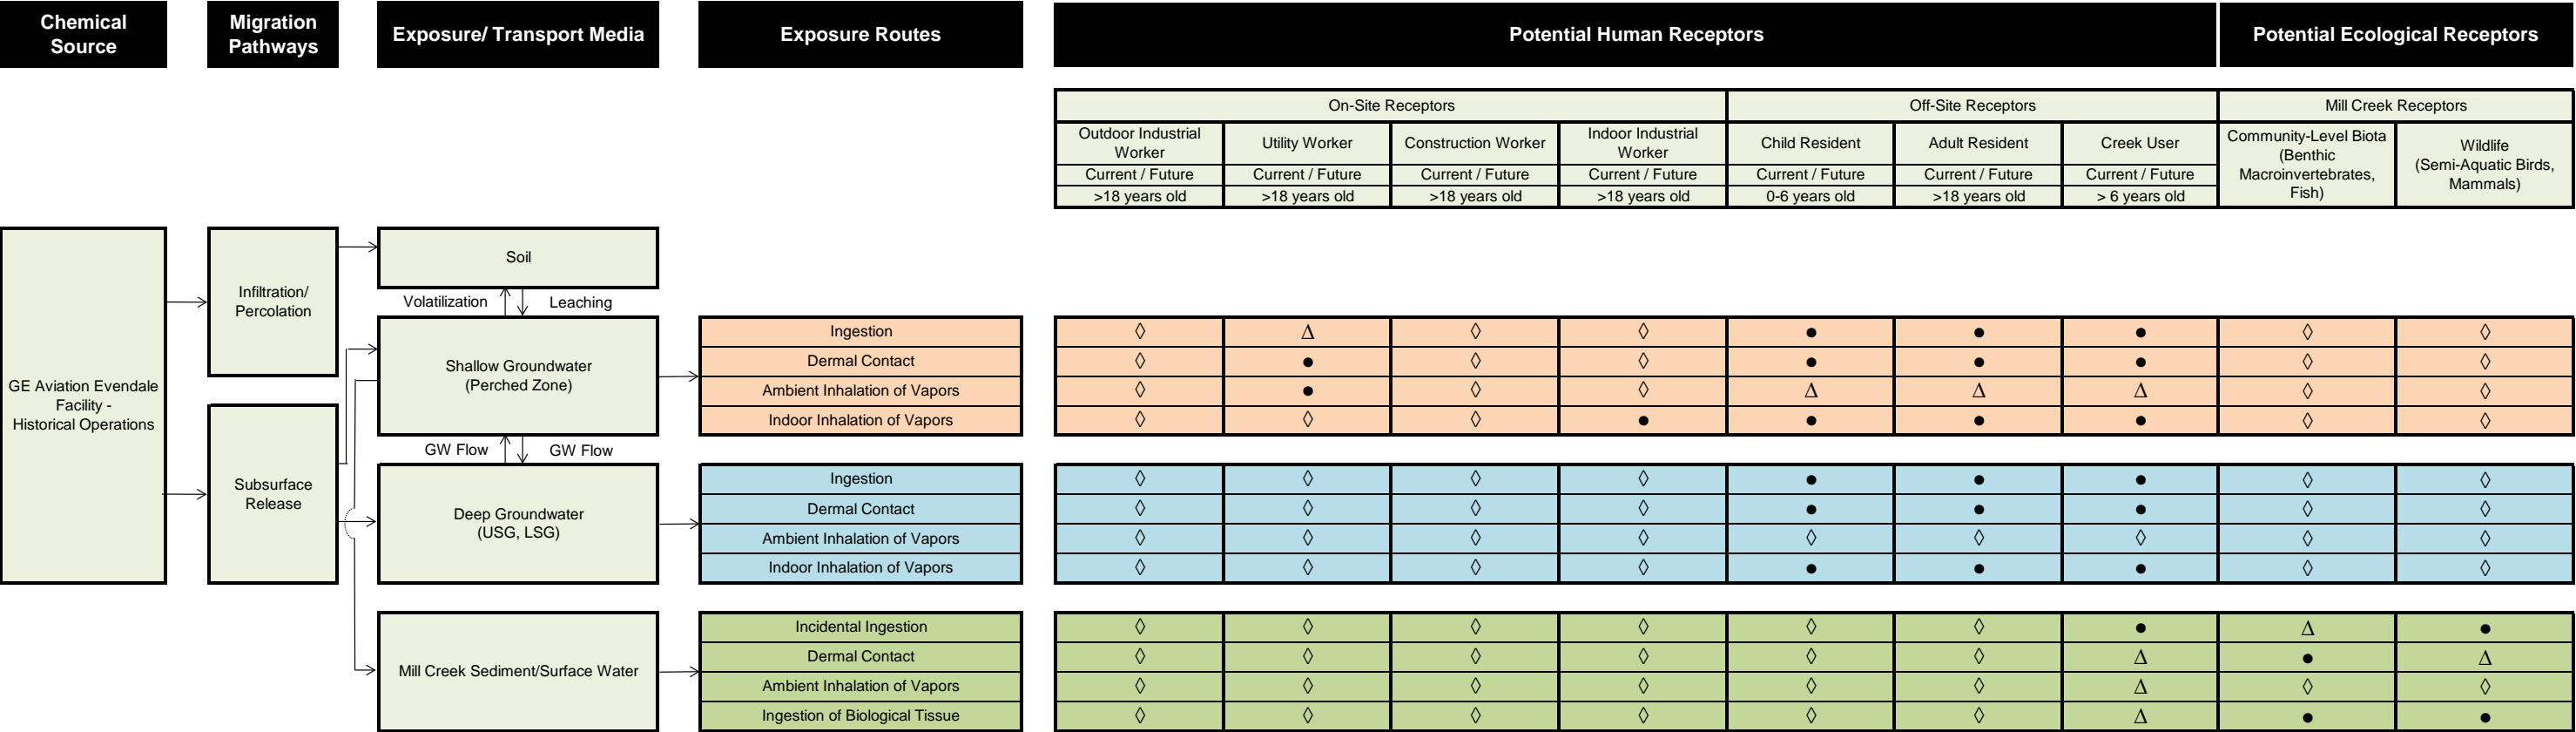 Chemical
Source
Migration
Pathways
Exposure/ Transport Media
Exposure Routes
Potential Human Receptors
Potential Ecological Receptors
On-Site Receptors
Off-Site Receptors
Mill Creek Receptors
Outdoor Industrial
Worker
Utility Worker
Construction Worker
Indoor Industrial
Worker
Child Resident
Adult Resident
Creek User
Community-Level Biota
(Benthic
Macroinvertebrates,
Fish)
Wildlife
(Semi-Aquatic Birds,
Mammals)
Current / Future
Current / Future
Current / Future
Current / Future
Current / Future
Current / Future
Current / Future
>18 years old
>18 years old
>18 years old
>18 years old
0-6 years old
>18 years old
> 6 years old
GE Aviation Evendale
Facility -
Historical Operations
Infiltration/
Percolation
Subsurface
Release
Soil
Volatilization
Leaching
Shallow Groundwater
(Perched Zone)
GW Flow
GW Flow
Deep Groundwater
(USG, LSG)
Mill Creek Sediment/Surface Water
Ingestion ◊ Δ ◊ ◊ ● ● ● ◊ ◊
Dermal Contact ◊ ● ◊ ◊ ● ● ● ◊ ◊
Ambient Inhalation of Vapors ◊ ● ◊ ◊ Δ Δ Δ ◊ ◊
Indoor Inhalation of Vapors ◊ ◊ ◊ ● ● ● ● ◊ ◊
Ingestion ◊ ◊ ◊ ◊ ● ● ● ◊ ◊
Dermal Contact ◊ ◊ ◊ ◊ ● ● ● ◊ ◊
Ambient Inhalation of Vapors ◊ ◊ ◊ ◊ ◊ ◊ ◊ ◊ ◊
Indoor Inhalation of Vapors ◊ ◊ ◊ ◊ ● ● ● ◊ ◊
Incidental Ingestion ◊ ◊ ◊ ◊ ◊ ◊ ● Δ ●
Dermal Contact ◊ ◊ ◊ ◊ ◊ ◊ Δ ● Δ
Ambient Inhalation of Vapors ◊ ◊ ◊ ◊ ◊ ◊ Δ ◊ ◊
Ingestion of Biological Tissue ◊ ◊ ◊ ◊ ◊ ◊ Δ ● ●